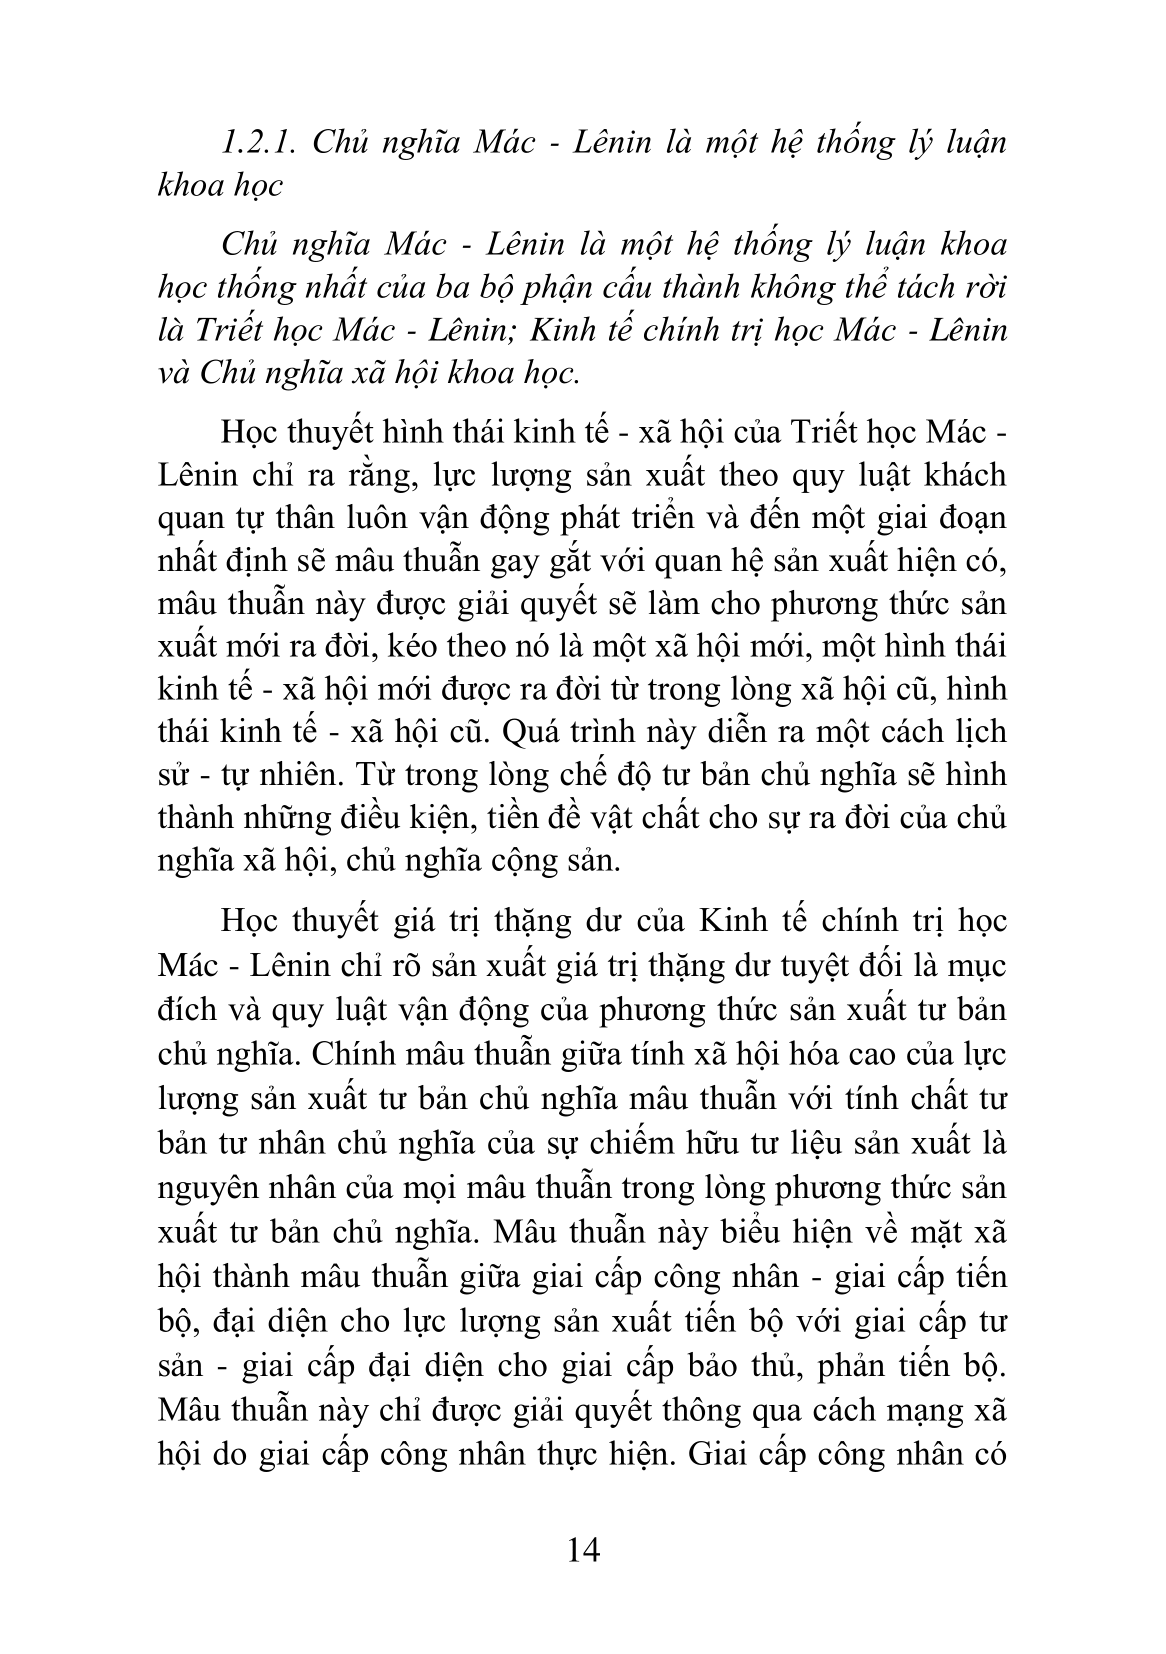 1.2.1. Chủ nghĩa Mác - Lênin là một hệ thống lý luận
khoa học
Chủ nghĩa Mác - Lênin là một hệ thống lý luận khoa
học thống nhất của ba bộ phận cấu thành không thể tách rời
là Triết học Mác - Lênin; Kinh tế chính trị học Mác - Lênin
và Chủ nghĩa xã hội khoa học.
Học thuyết hình thái kinh tế - xã hội của Triết học Mác -
Lênin chỉ ra rằng, lực lượng sản xuất theo quy luật khách
quan tự thân luôn vận động phát triển và đến một giai đoạn
nhất định sẽ mâu thuẫn gay gắt với quan hệ sản xuất hiện có,
mâu thuẫn này được giải quyết sẽ làm cho phương thức sản
xuất mới ra đời, kéo theo nó là một xã hội mới, một hình thái
kinh tế - xã hội mới được ra đời từ trong lòng xã hội cũ, hình
thái kinh tế - xã hội cũ. Quá trình này diễn ra một cách lịch
sử - tự nhiên. Từ trong lòng chế độ tư bản chủ nghĩa sẽ hình
thành những điều kiện, tiền đề vật chất cho sự ra đời của chủ
nghĩa xã hội, chủ nghĩa cộng sản.
Học thuyết giá trị thặng dư của Kinh tế chính trị học
Mác - Lênin chỉ rõ sản xuất giá trị thặng dư tuyệt đối là mục
đích và quy luật vận động của phương thức sản xuất tư bản
chủ nghĩa. Chính mâu thuẫn giữa tính xã hội hóa cao của lực
lượng sản xuất tư bản chủ nghĩa mâu thuẫn với tính chất tư
bản tư nhân chủ nghĩa của sự chiếm hữu tư liệu sản xuất là
nguyên nhân của mọi mâu thuẫn trong lòng phương thức sản
xuất tư bản chủ nghĩa. Mâu thuẫn này biểu hiện về mặt xã
hội thành mâu thuẫn giữa giai cấp công nhân - giai cấp tiến
bộ, đại diện cho lực lượng sản xuất tiến bộ với giai cấp tư
sản - giai cấp đại diện cho giai cấp bảo thủ, phản tiến bộ.
Mâu thuẫn này chỉ được giải quyết thông qua cách mạng xã
hội do giai cấp công nhân thực hiện. Giai cấp công nhân có
14